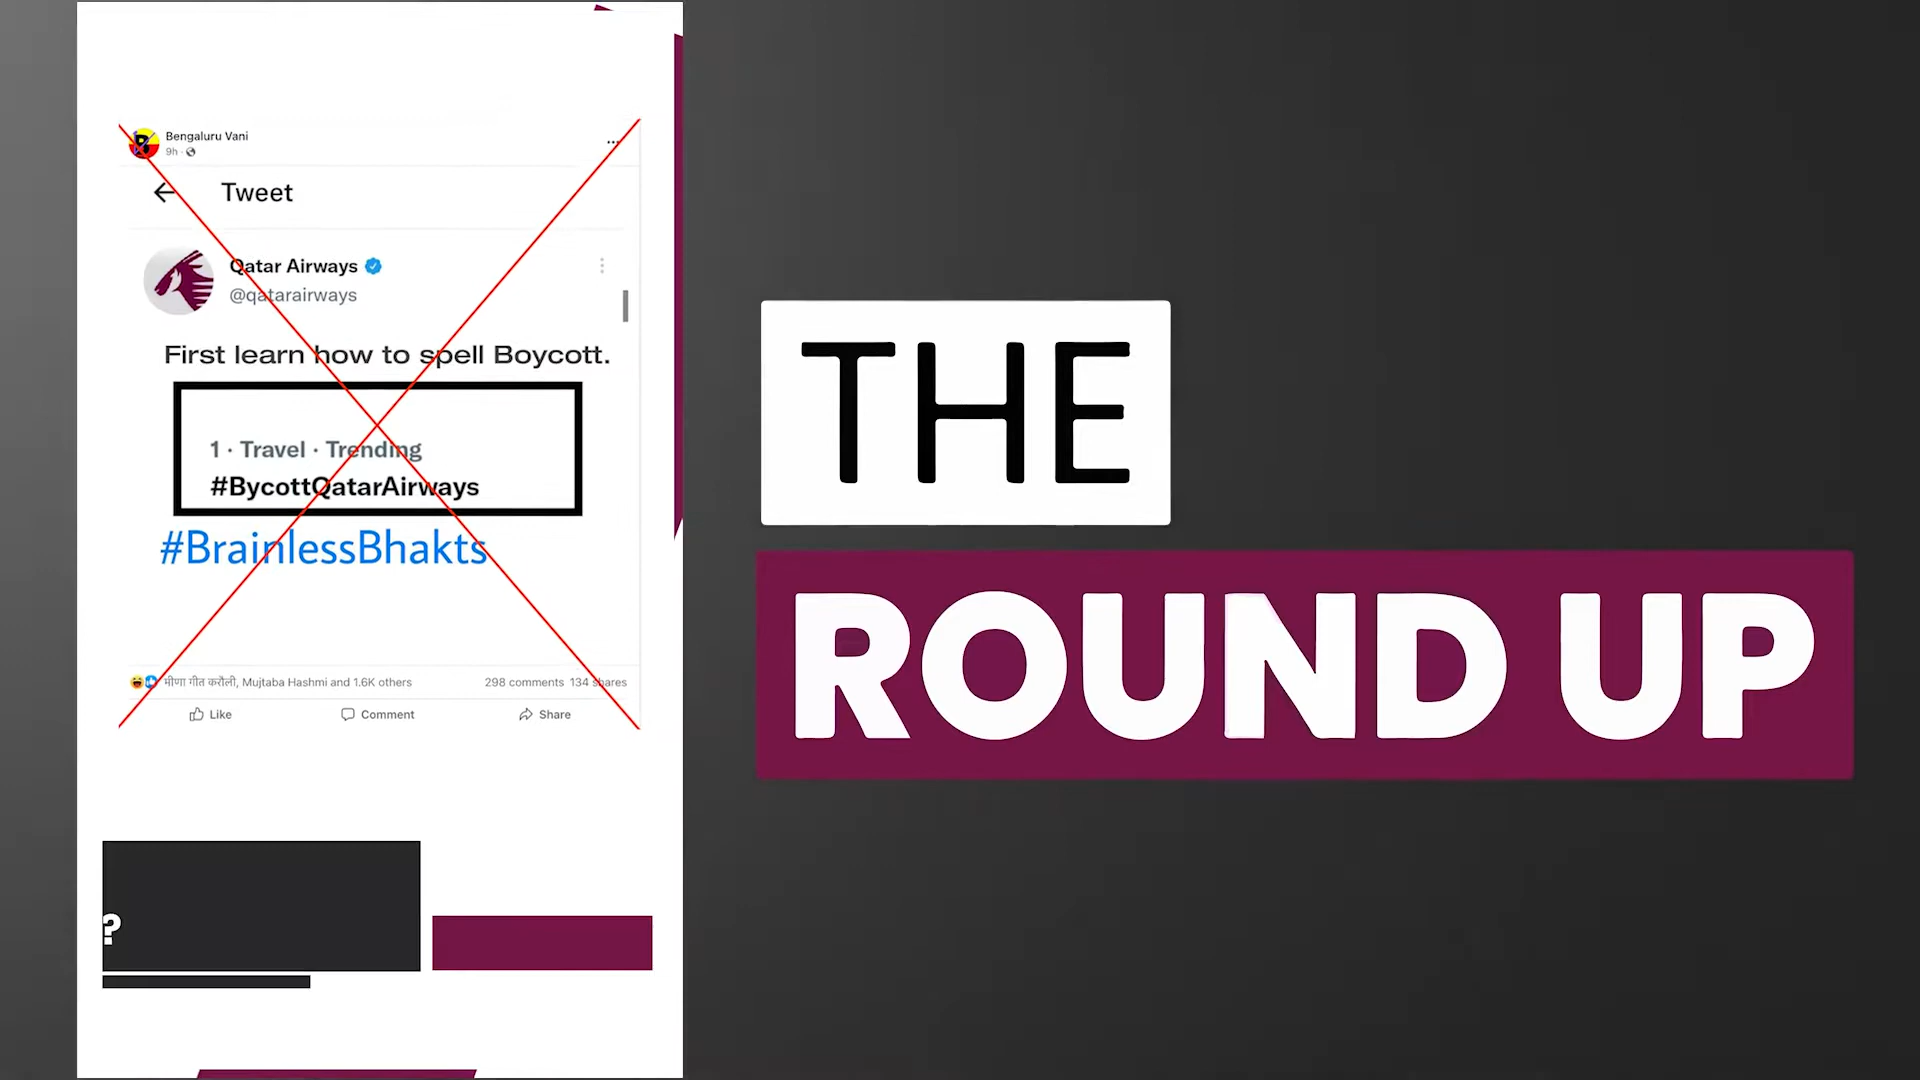 Bengaluru Vani
9h ·
Tweet
Qatar Airways
@qatarairways
First learn how to spell Boycott.
1 · Travel · Trending
#BycottQatarAirways
#BrainlessBhakts
मीणा गीत करौली, Mujtaba Hashmi and 1.6K others
298 comments 134 shares
Like Comment Share
?
THE
ROUND UP